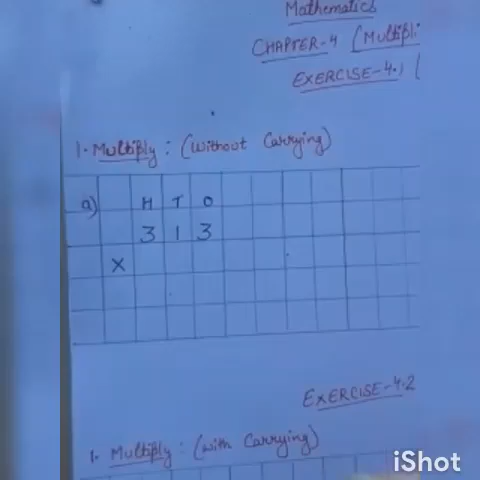 Mathematics
CHAPTER-4 (Multipli
EXERCISE-4.1 (
1. Multiply : (Without Carrying)
a) H T O
3 1 3
X
EXERCISE-4.2
1. Multiply : (with Carrying)
iShot